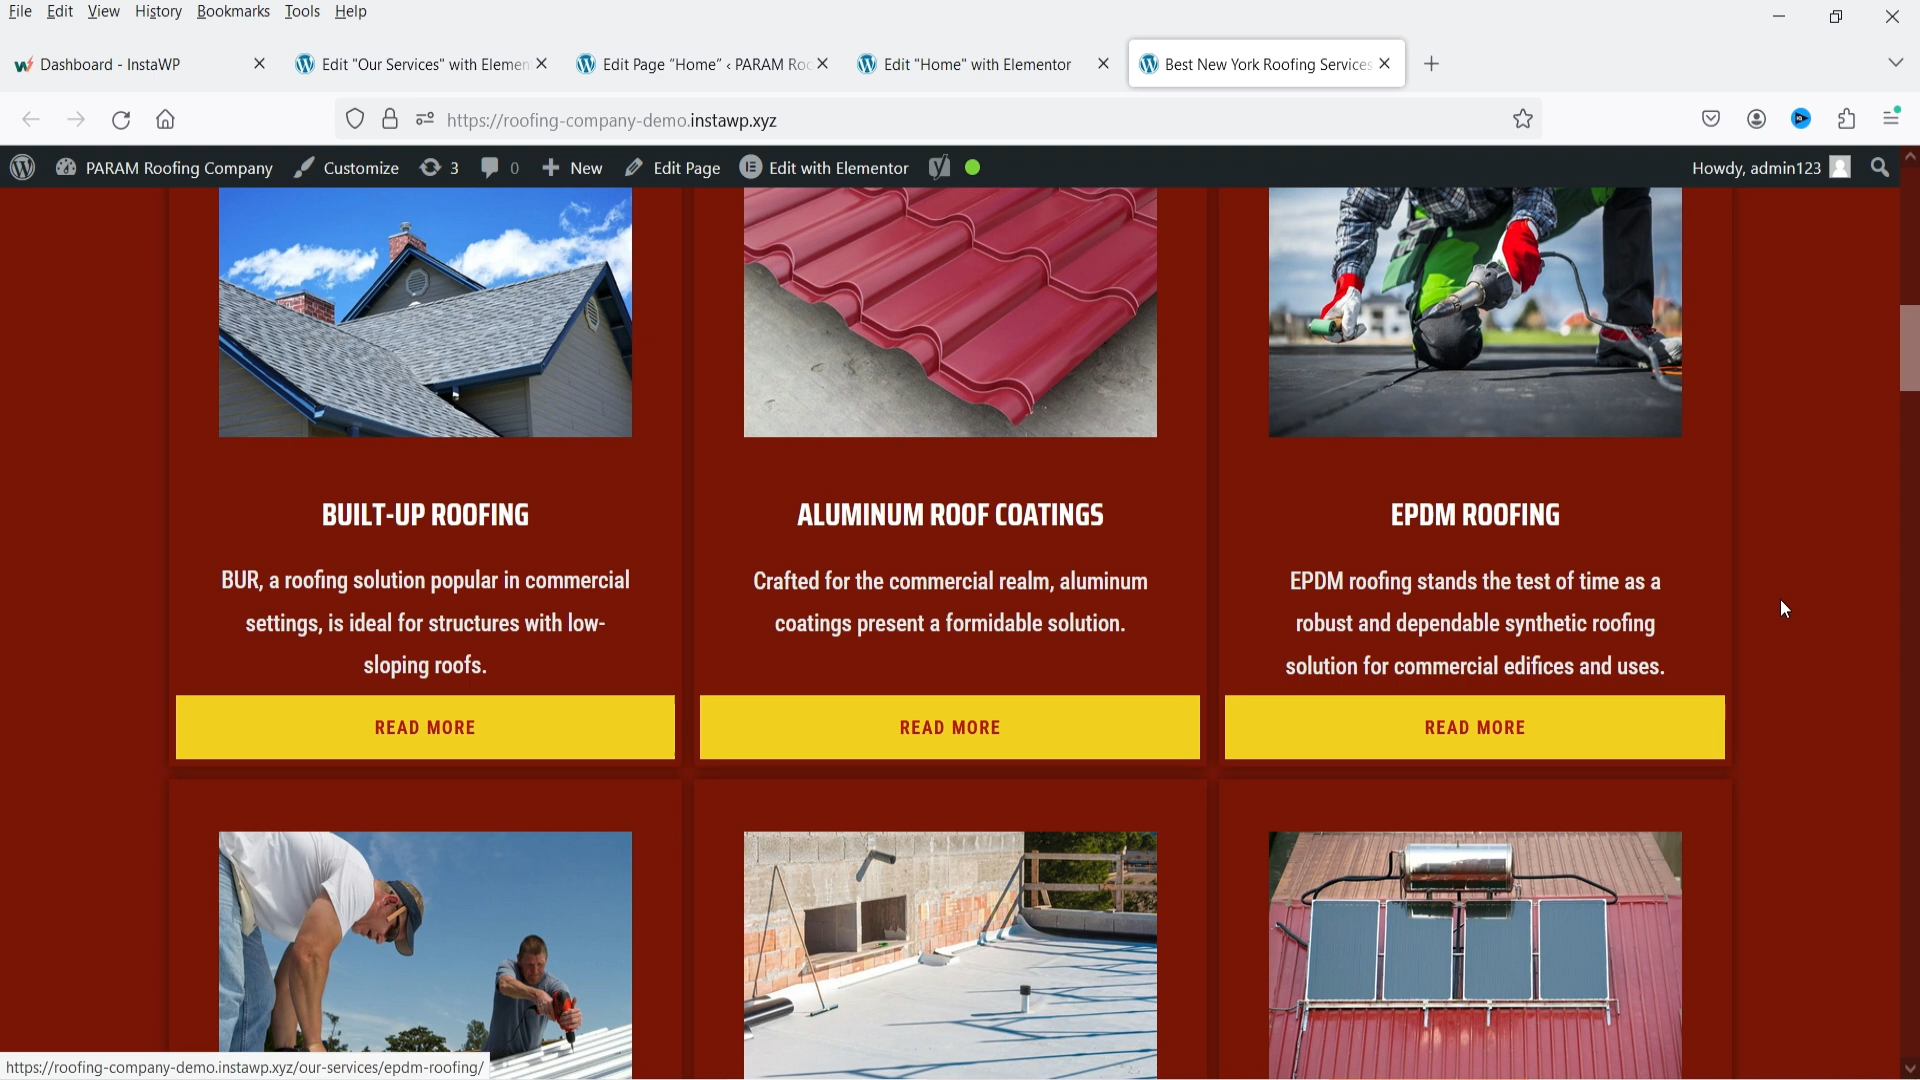 File Edit View History Bookmarks Tools Help
Dashboard - InstaWP
Edit "Our Services" with Elemen
Edit Page “Home” ‹ PARAM Roo
Edit "Home" with Elementor
Best New York Roofing Services
https://roofing-company-demo.instawp.xyz
PARAM Roofing Company Customize 3 0 New Edit Page Edit with Elementor Howdy, admin123
BUILT-UP ROOFING
BUR, a roofing solution popular in commercial
settings, is ideal for structures with low-
sloping roofs.
READ MORE
ALUMINUM ROOF COATINGS
Crafted for the commercial realm, aluminum
coatings present a formidable solution.
READ MORE
EPDM ROOFING
EPDM roofing stands the test of time as a
robust and dependable synthetic roofing
solution for commercial edifices and uses.
READ MORE
https://roofing-company-demo.instawp.xyz/our-services/epdm-roofing/